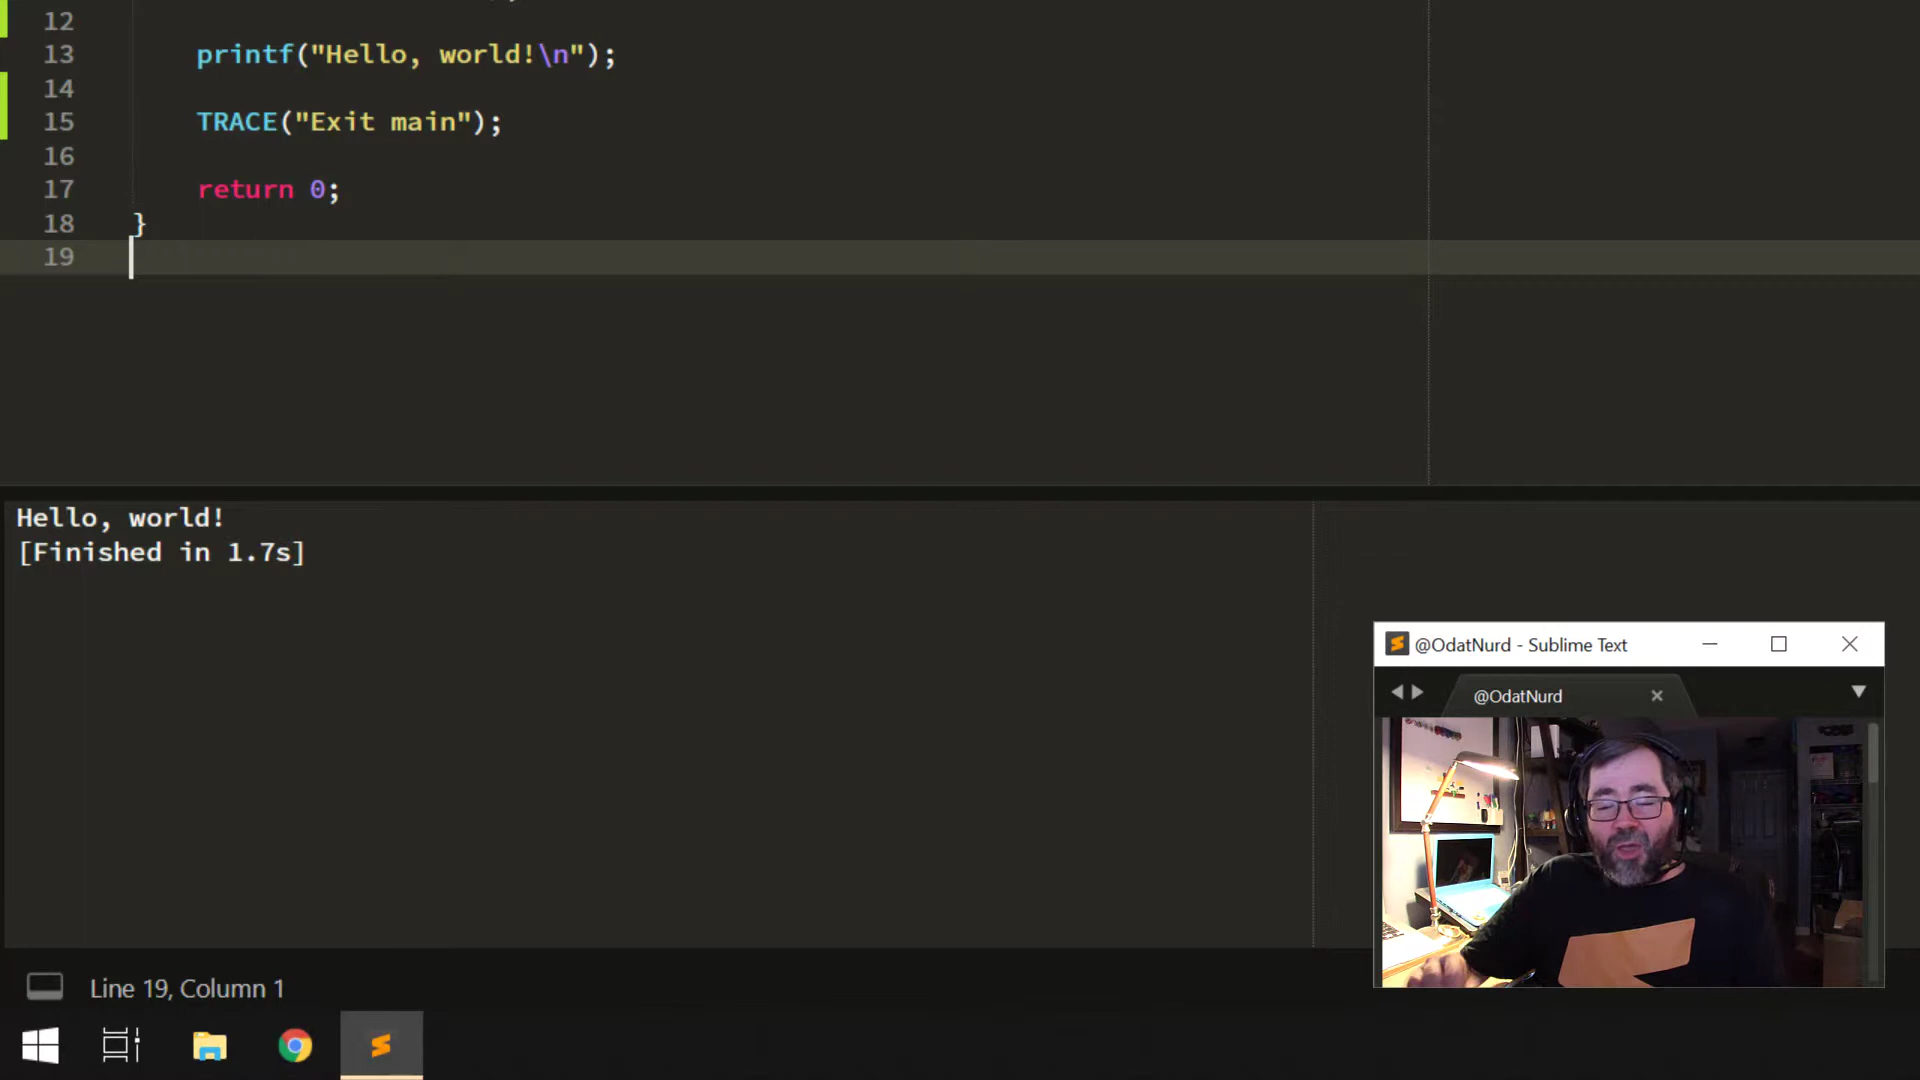 12
13 printf("Hello, world!\n");
14
15 TRACE("Exit main");
16
17 return 0;
18 }
19
Hello, world!
[Finished in 1.7s]
@OdatNurd - Sublime Text
@OdatNurd
Line 19, Column 1